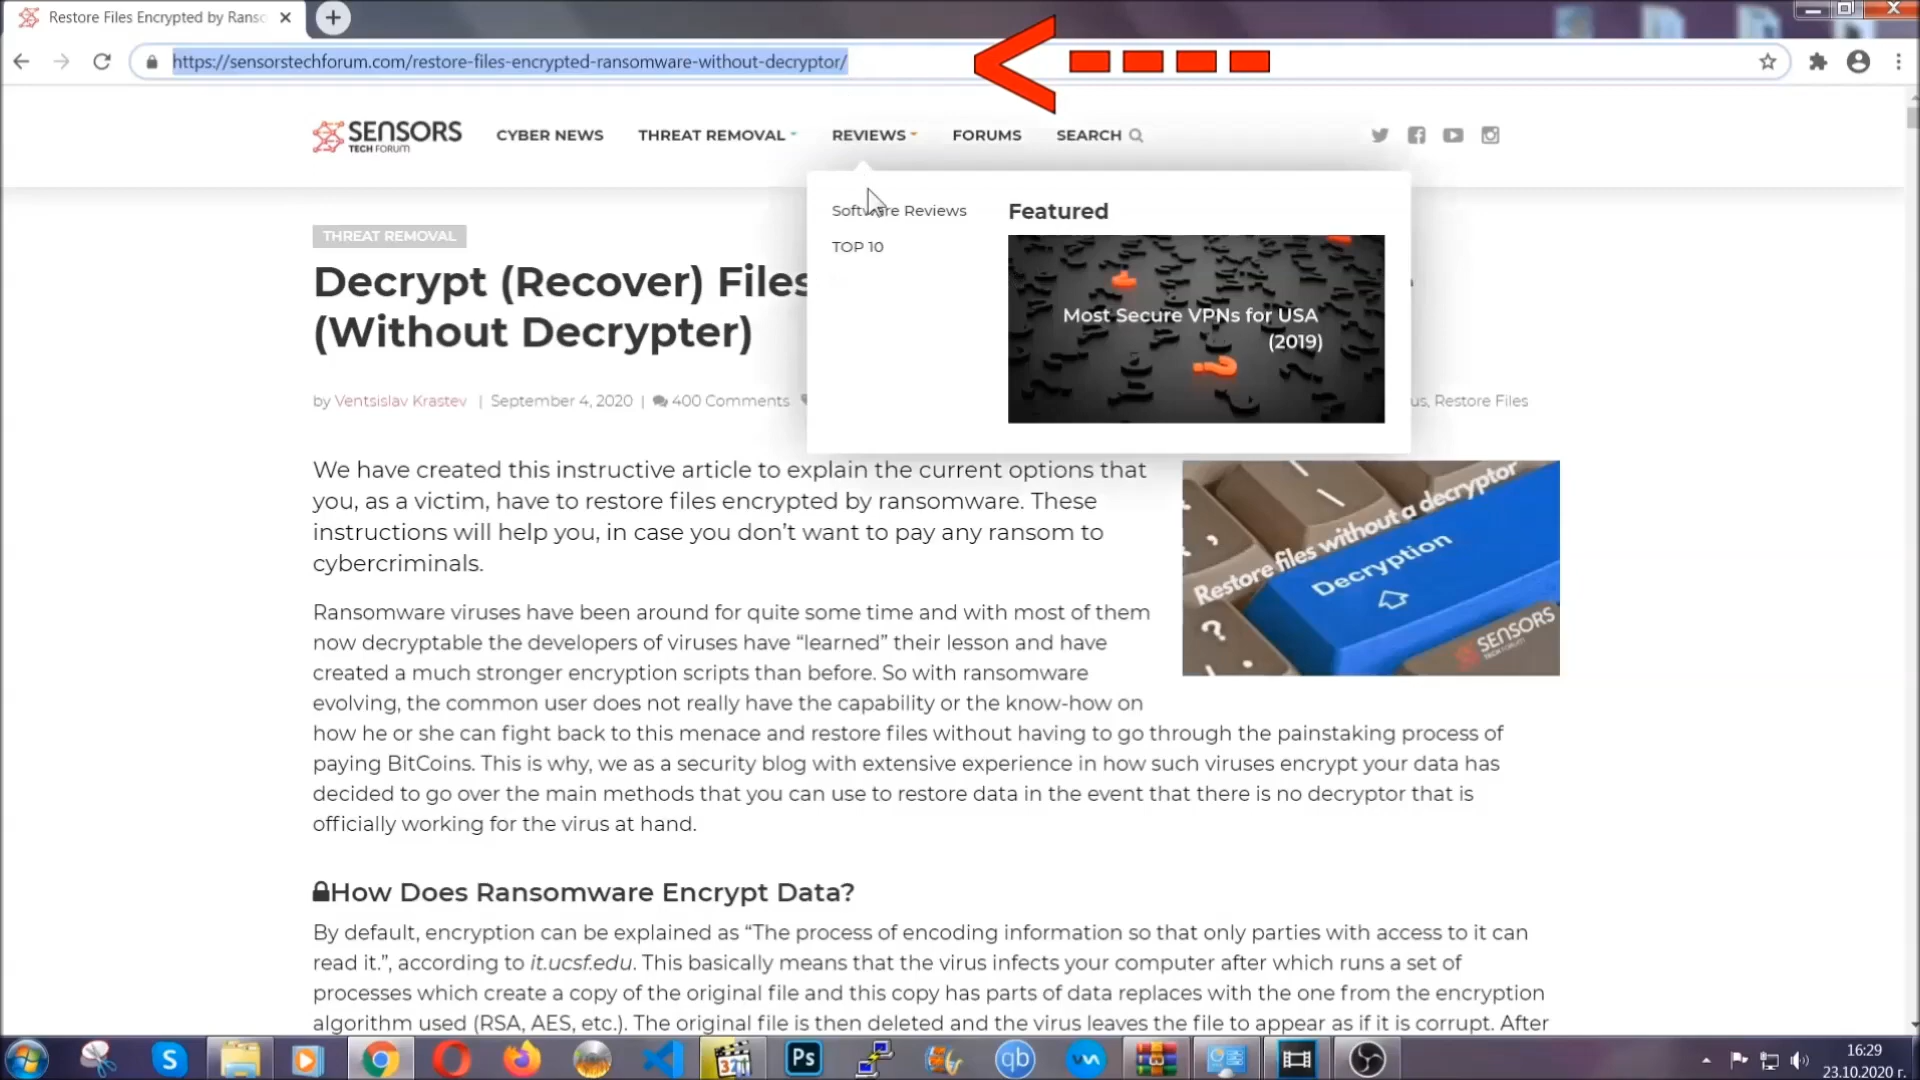 Restore Files Encrypted by Ranso
https://sensorstechforum.com/restore-files-encrypted-ransomware-without-decryptor/
SENSORS
TECH FORUM
CYBER NEWS
THREAT REMOVAL
REVIEWS
FORUMS
SEARCH
Software Reviews
TOP 10
Featured
Most Secure VPNs for USA
(2019)
THREAT REMOVAL
Decrypt (Recover) Files
(Without Decrypter)
by Ventsislav Krastev | September 4, 2020 | 400 Comments
us, Restore Files
We have created this instructive article to explain the current options that
you, as a victim, have to restore files encrypted by ransomware. These
instructions will help you, in case you don’t want to pay any ransom to
cybercriminals.
Restore files without a decryptor
Decryption
SENSORS
Ransomware viruses have been around for quite some time and with most of them
now decryptable the developers of viruses have “learned” their lesson and have
created a much stronger encryption scripts than before. So with ransomware
evolving, the common user does not really have the capability or the know-how on
how he or she can fight back to this menace and restore files without having to go through the painstaking process of
paying BitCoins. This is why, we as a security blog with extensive experience in how such viruses encrypt your data has
decided to go over the main methods that you can use to restore data in the event that there is no decryptor that is
officially working for the virus at hand.
How Does Ransomware Encrypt Data?
By default, encryption can be explained as “The process of encoding information so that only parties with access to it can
read it.”, according to it.ucsf.edu. This basically means that the virus infects your computer after which runs a set of
processes which create a copy of the original file and this copy has parts of data replaces with the one from the encryption
algorithm used (RSA, AES, etc.). The original file is then deleted and the virus leaves the file to appear as if it is corrupt. After
S
321
Ps
qb
16:29
23.10.2020 г.